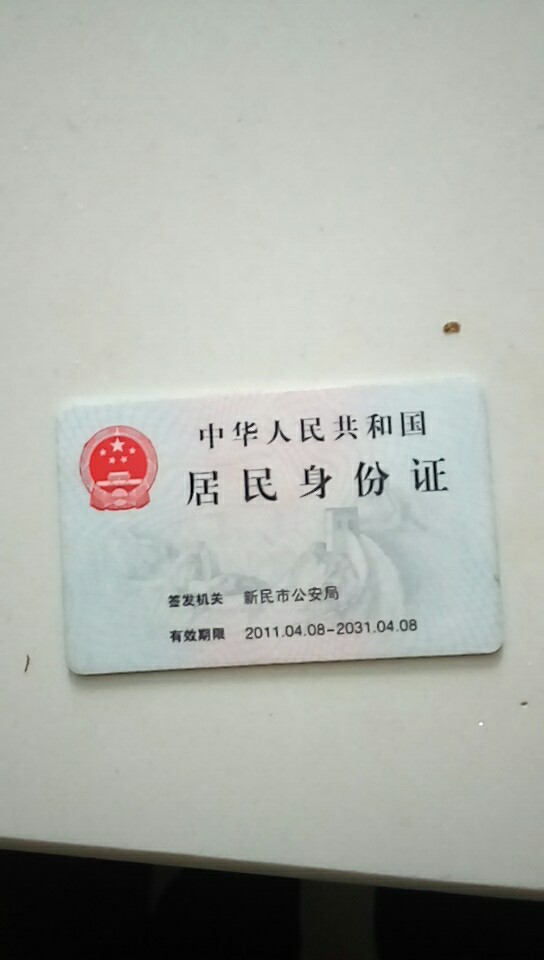 中华人民共和国
居民身份证
签发机关 新民市公安局
有效期限 2011.04.08-2031.04.08